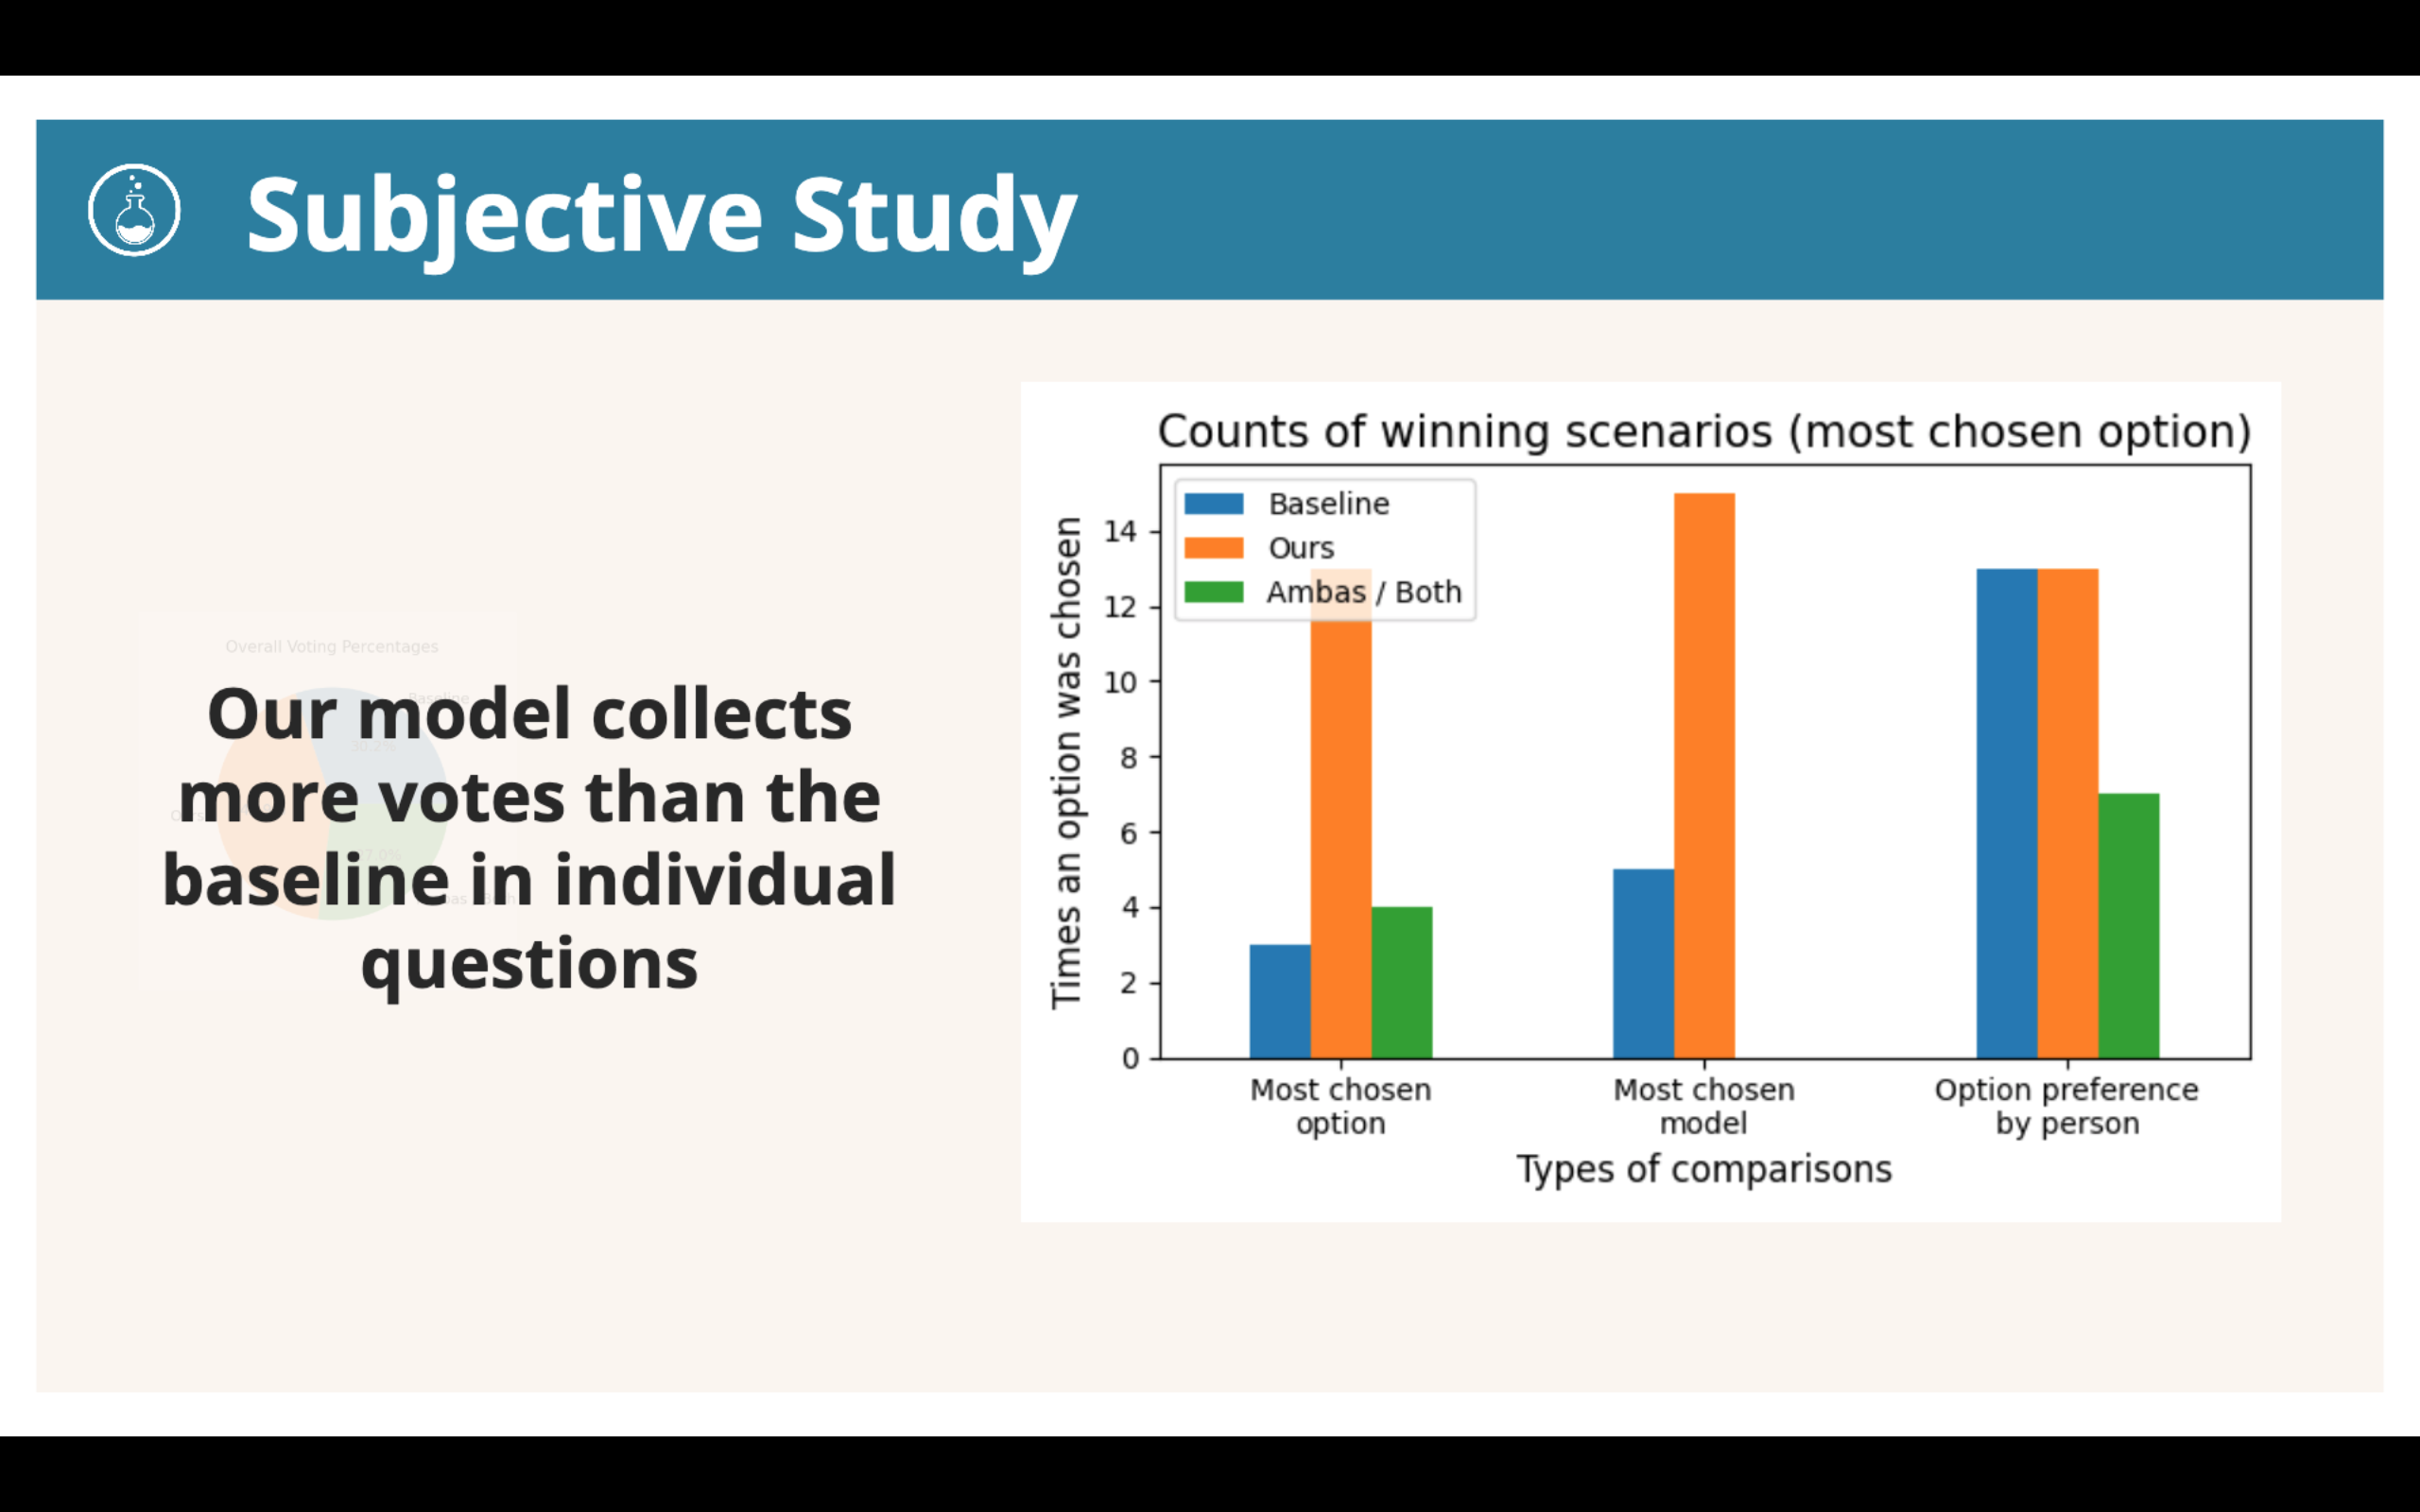 Subjective Study
Overall Voting Percentages
Baseline
30.2%
Our model collects
more votes than the
baseline in individual
questions
Counts of winning scenarios (most chosen option)
Baseline
Ours
Ambas / Both
Times an option was chosen
14
12
10
8
6
4
2
0
Most chosen
option
Most chosen
model
Option preference
by person
Types of comparisons